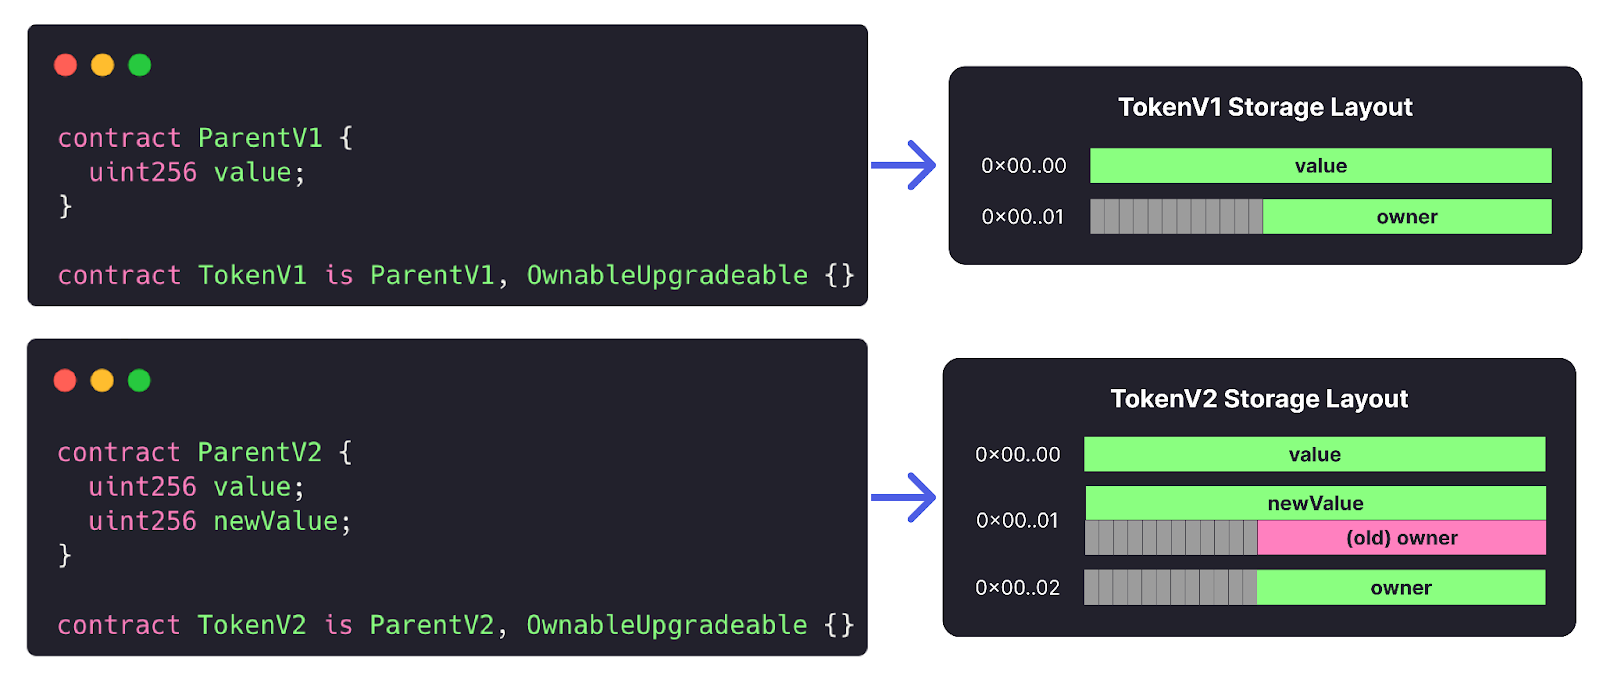 contract ParentV1 {
  uint256 value;
}
contract TokenV1 is ParentV1, OwnableUpgradeable {}
TokenV1 Storage Layout
0×00..00 value
0×00..01 owner
contract ParentV2 {
  uint256 value;
  uint256 newValue;
}
contract TokenV2 is ParentV2, OwnableUpgradeable {}
TokenV2 Storage Layout
0×00..00 value
0×00..01 newValue
(old) owner
0×00..02 owner